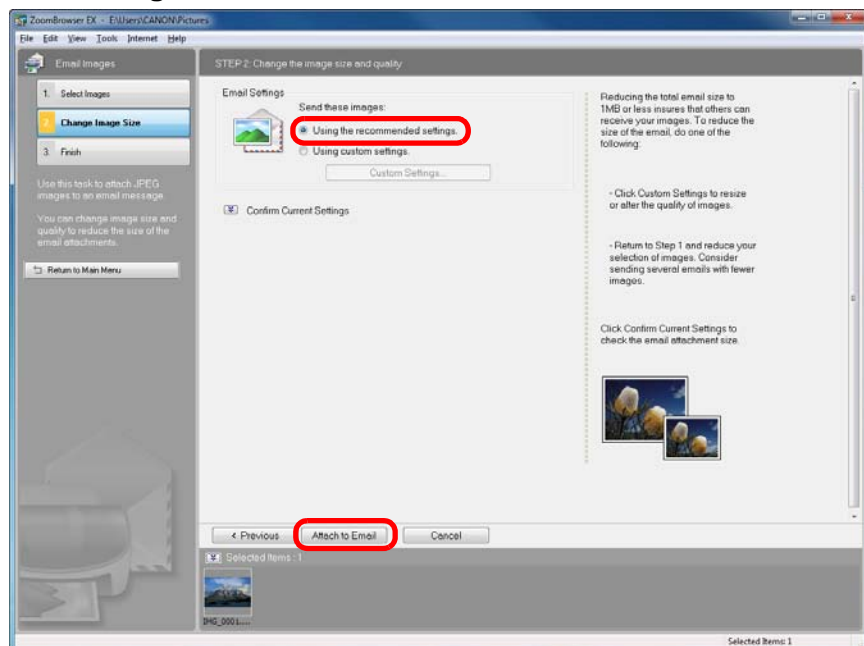 ZoomBrowser EX - E:\Users\CANON\Pictures
File Edit View Tools Internet Help
Email Images
1. Select Images
2. Change Image Size
3. Finish
Use this task to attach JPEG
images to an email message.
You can change image size and
quality to reduce the size of the
email attachments.
Return to Main Menu
STEP 2: Change the image size and quality
Email Settings
Send these images:
Using the recommended settings.
Using custom settings.
Custom Settings...
Confirm Current Settings
Reducing the total email size to
1MB or less insures that others can
receive your images. To reduce the
size of the email, do one of the
following:
- Click Custom Settings to resize
or alter the quality of images.
- Return to Step 1 and reduce your
selection of images. Consider
sending several emails with fewer
images.
Click Confirm Current Settings to
check the email attachment size.
< Previous Attach to Email Cancel
Selected Items : 1
IMG_0001....
Selected Items: 1